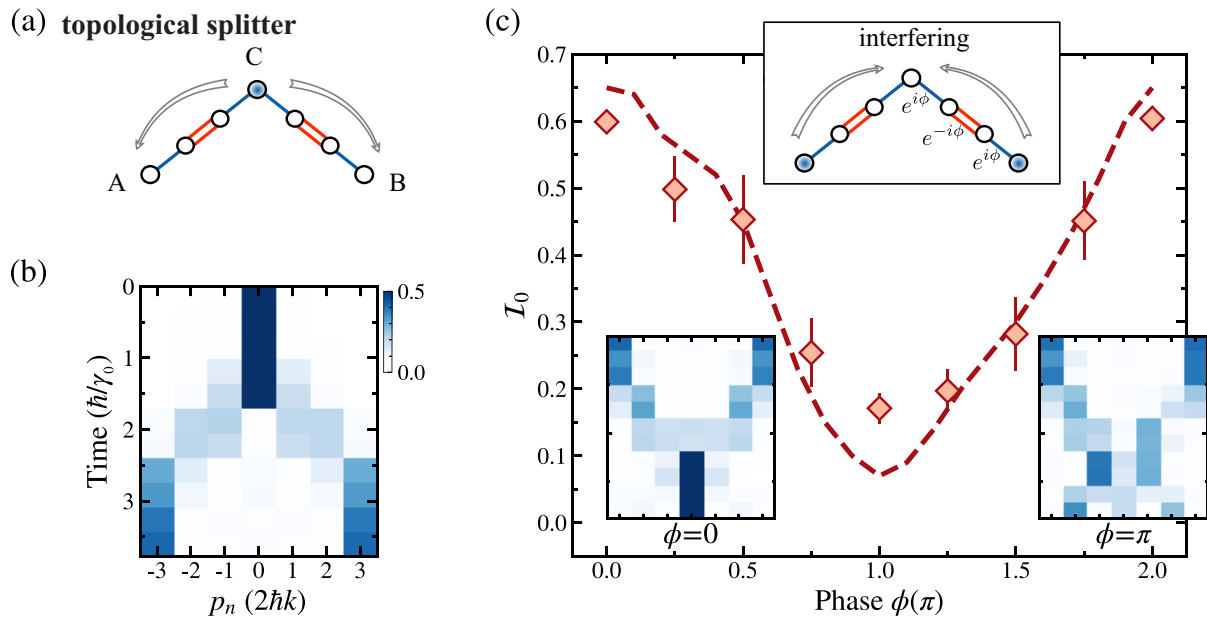 (a) topological splitter
C
A
B
(b)
Time (ħ/γ₀)
0
1
2
3
0.5
0.0
-3 -2 -1 0 1 2 3
pₙ (2ħk)
(c)
interfering
e^{iϕ}
e^{-iϕ}
e^{iϕ}
𝓘₀
0.7
0.6
0.5
0.4
0.3
0.2
0.1
0.0
ϕ=0
ϕ=π
0.0 0.5 1.0 1.5 2.0
Phase ϕ(π)